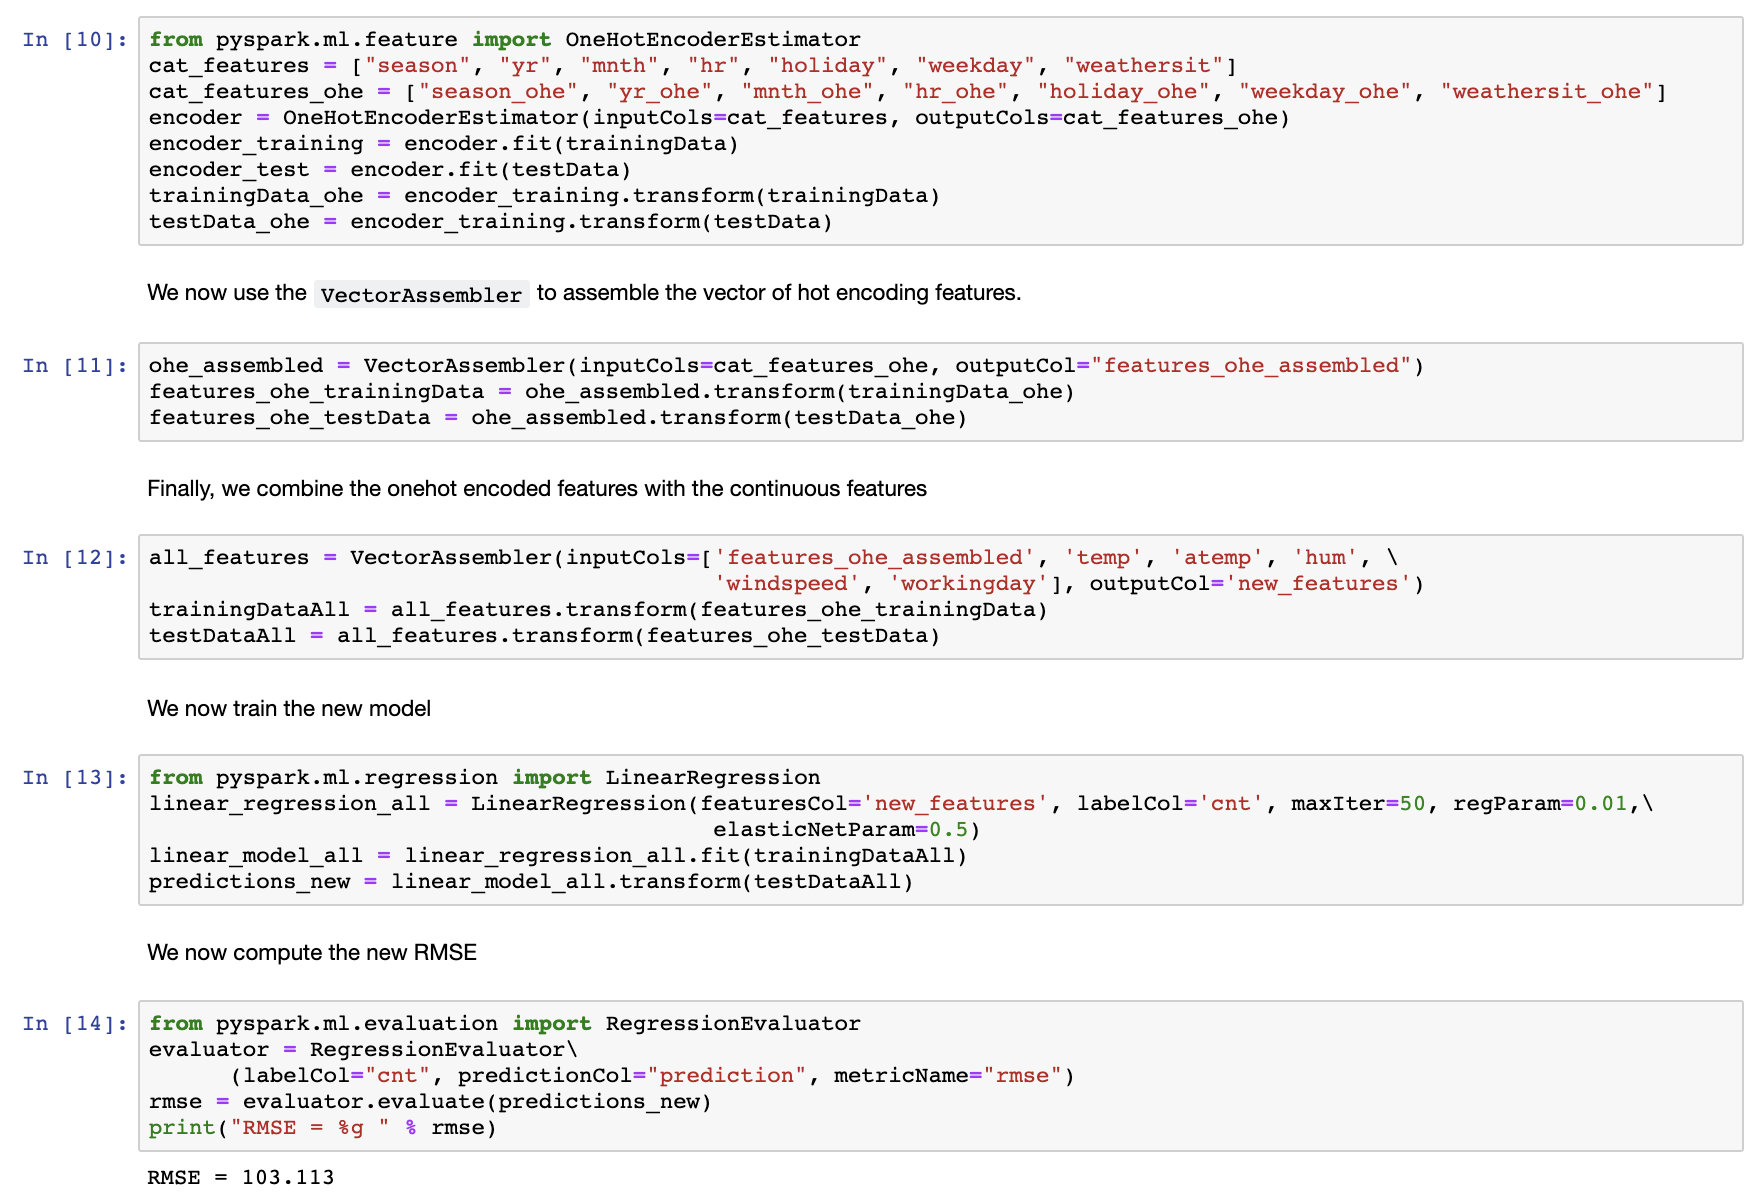 In [10]: from pyspark.ml.feature import OneHotEncoderEstimator
cat_features = ["season", "yr", "mnth", "hr", "holiday", "weekday", "weathersit"]
cat_features_ohe = ["season_ohe", "yr_ohe", "mnth_ohe", "hr_ohe", "holiday_ohe", "weekday_ohe", "weathersit_ohe"]
encoder = OneHotEncoderEstimator(inputCols=cat_features, outputCols=cat_features_ohe)
encoder_training = encoder.fit(trainingData)
encoder_test = encoder.fit(testData)
trainingData_ohe = encoder_training.transform(trainingData)
testData_ohe = encoder_training.transform(testData)
We now use the VectorAssembler to assemble the vector of hot encoding features.
In [11]: ohe_assembled = VectorAssembler(inputCols=cat_features_ohe, outputCol="features_ohe_assembled")
features_ohe_trainingData = ohe_assembled.transform(trainingData_ohe)
features_ohe_testData = ohe_assembled.transform(testData_ohe)
Finally, we combine the onehot encoded features with the continuous features
In [12]: all_features = VectorAssembler(inputCols=['features_ohe_assembled', 'temp', 'atemp', 'hum', \
'windspeed', 'workingday'], outputCol='new_features')
trainingDataAll = all_features.transform(features_ohe_trainingData)
testDataAll = all_features.transform(features_ohe_testData)
We now train the new model
In [13]: from pyspark.ml.regression import LinearRegression
linear_regression_all = LinearRegression(featuresCol='new_features', labelCol='cnt', maxIter=50, regParam=0.01,\
elasticNetParam=0.5)
linear_model_all = linear_regression_all.fit(trainingDataAll)
predictions_new = linear_model_all.transform(testDataAll)
We now compute the new RMSE
In [14]: from pyspark.ml.evaluation import RegressionEvaluator
evaluator = RegressionEvaluator\
(labelCol="cnt", predictionCol="prediction", metricName="rmse")
rmse = evaluator.evaluate(predictions_new)
print("RMSE = %g " % rmse)
RMSE = 103.113